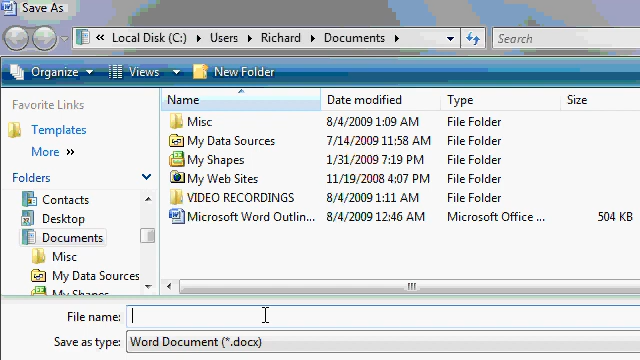 Save As
« Local Disk (C:) Users Richard Documents Search
Organize Views New Folder
Favorite Links
Templates
More »
Folders
Contacts
Desktop
Documents
Misc
My Data Sources
My Shapes
Name Date modified Type Size
Misc 8/4/2009 1:09 AM File Folder
My Data Sources 7/14/2009 11:58 AM File Folder
My Shapes 1/31/2009 7:19 PM File Folder
My Web Sites 11/19/2008 4:07 PM File Folder
VIDEO RECORDINGS 8/4/2009 1:11 AM File Folder
Microsoft Word Outlin... 8/4/2009 12:46 AM Microsoft Office ... 504 KB
File name:
Save as type: Word Document (*.docx)